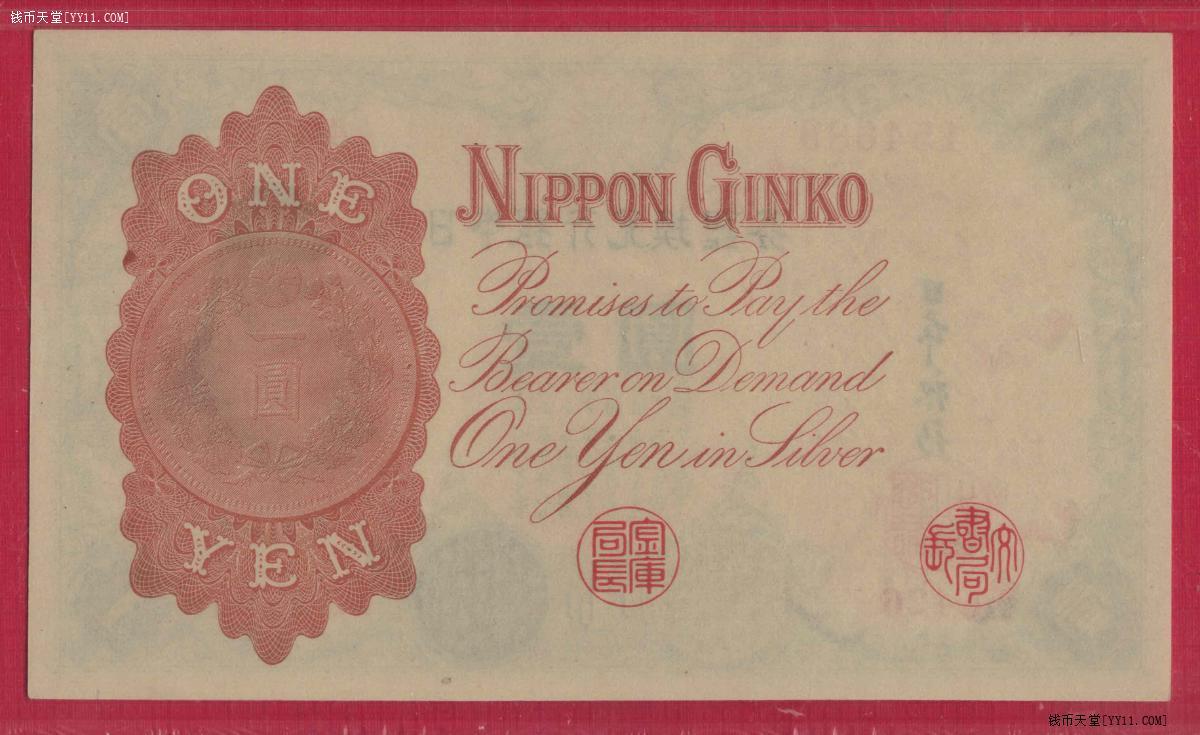 钱币天堂[YY11.COM]
ONE
一
圓
YEN
NIPPON GINKO
Promises to Pay the
Bearer on Demand
One Yen in Silver
金庫局長
文書局長
钱币天堂[YY11.COM]